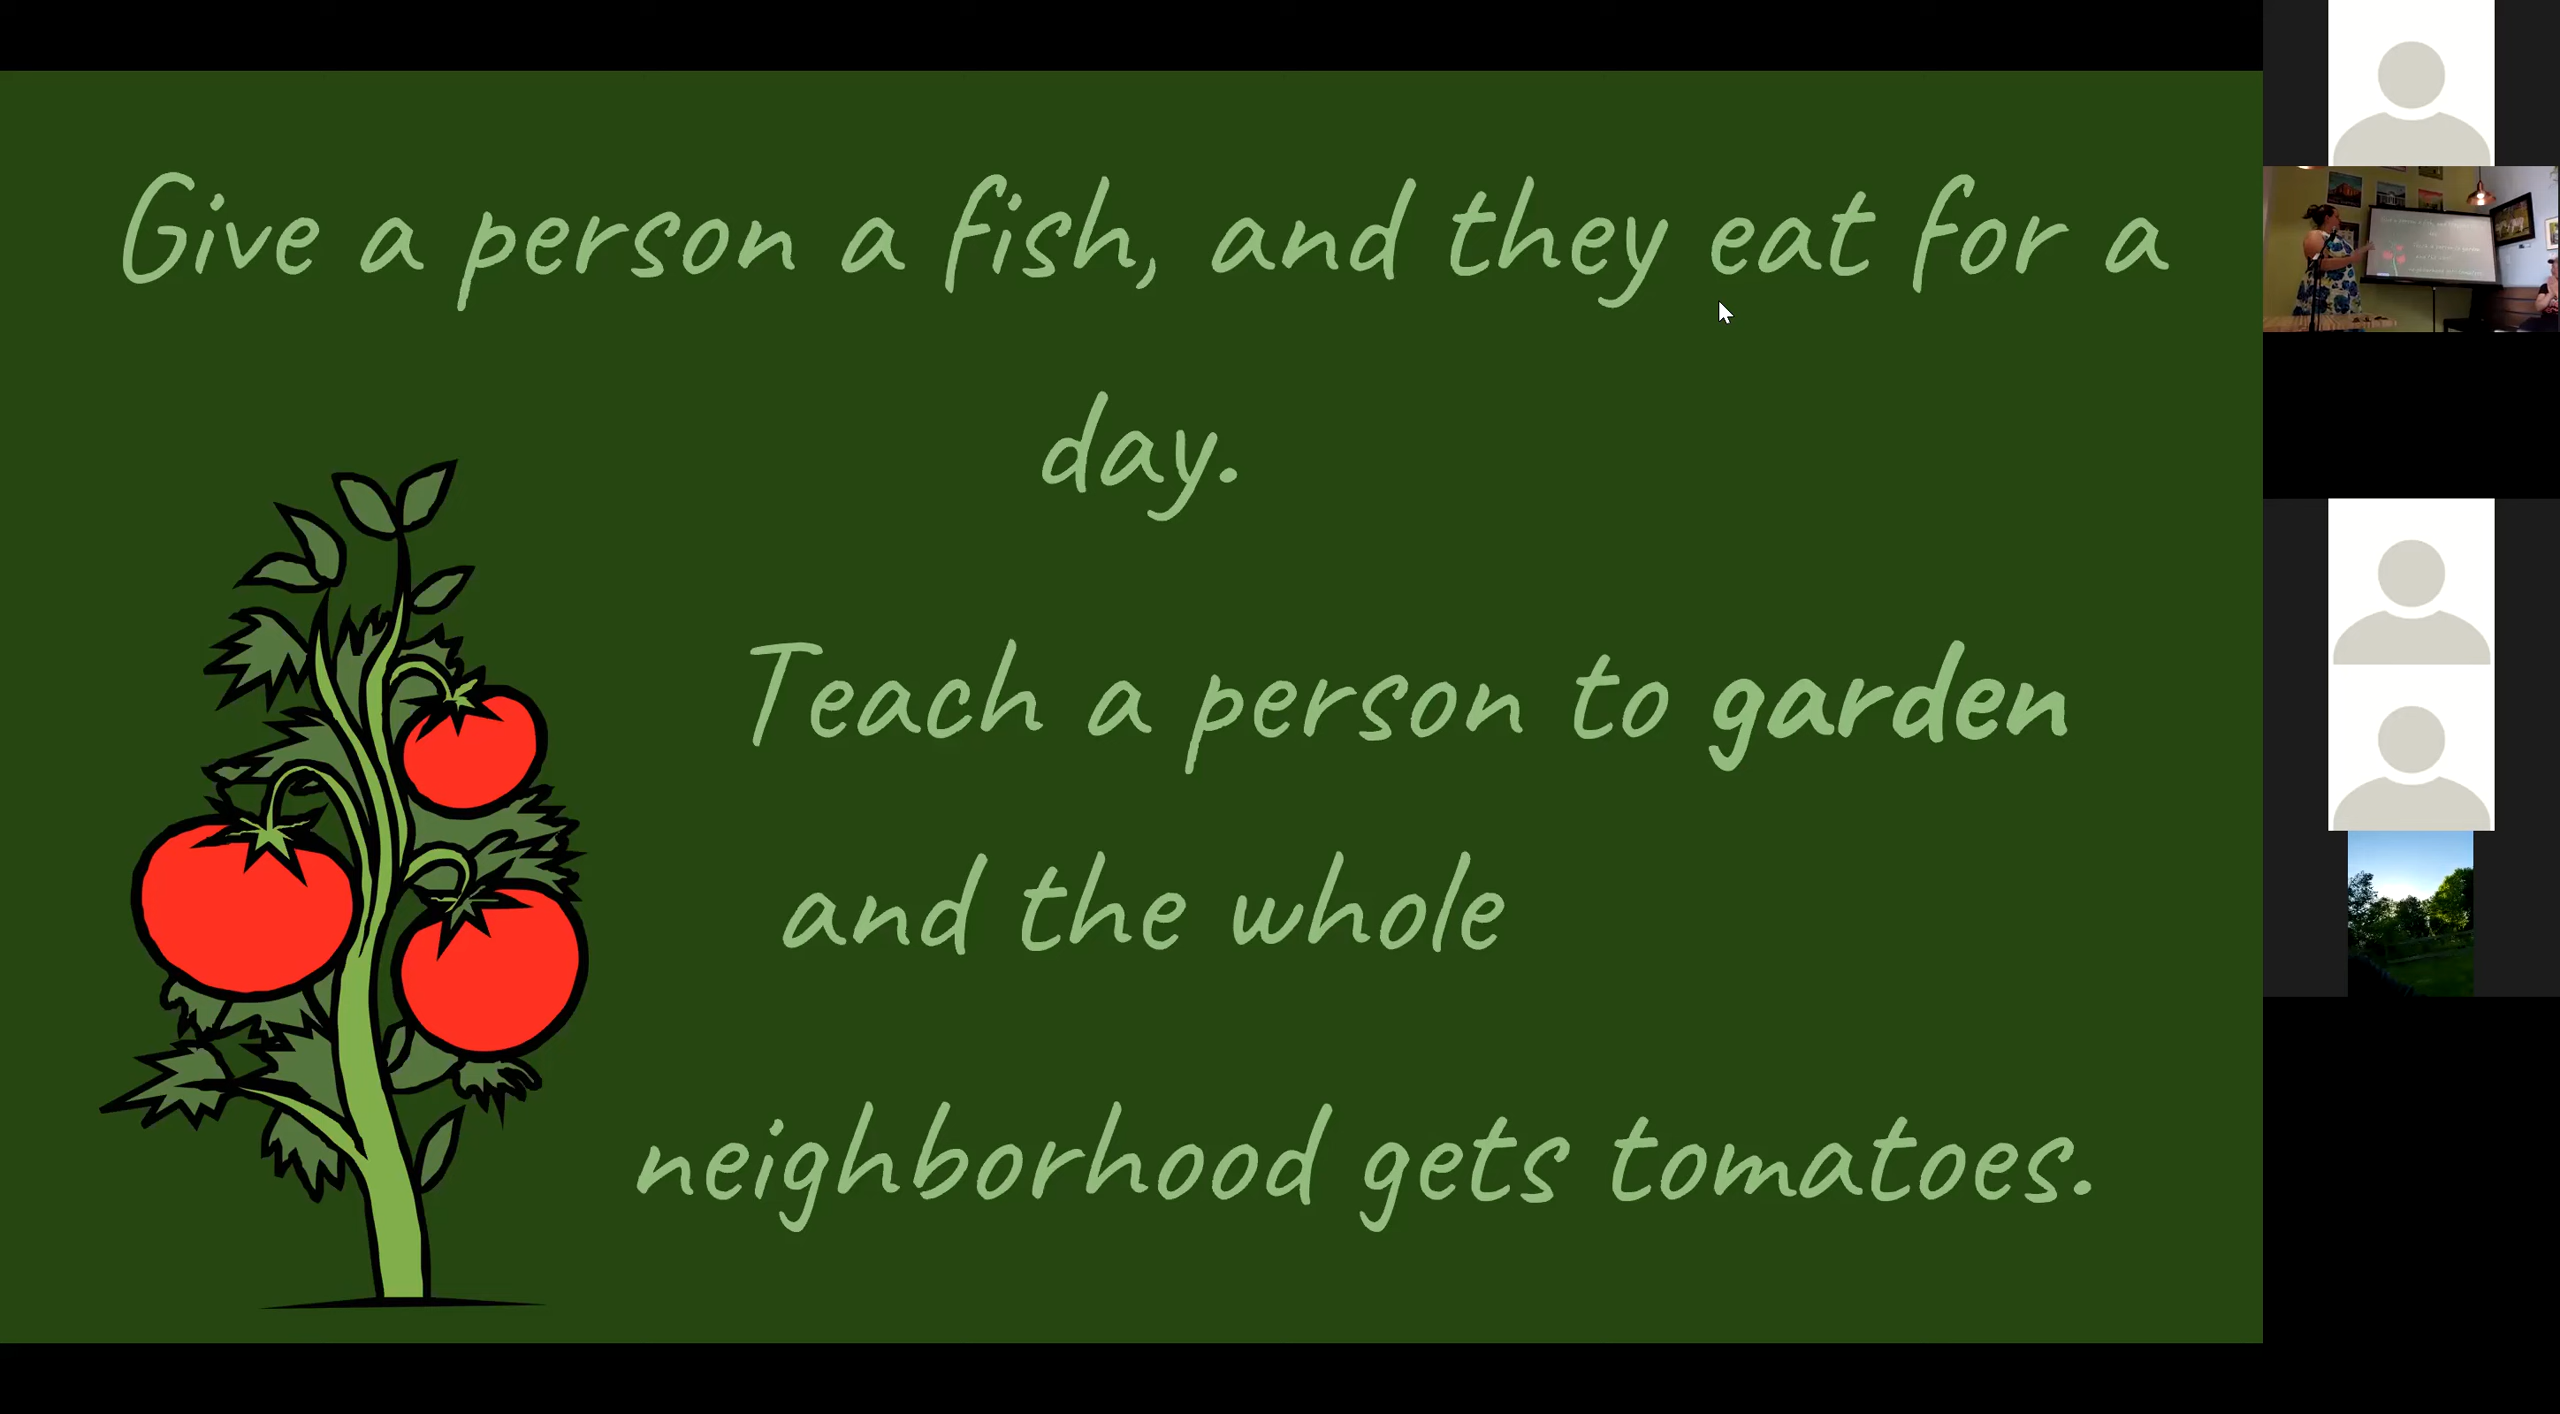 Give a person a fish, and they eat for a
day.
Teach a person to garden
and the whole
neighborhood gets tomatoes.